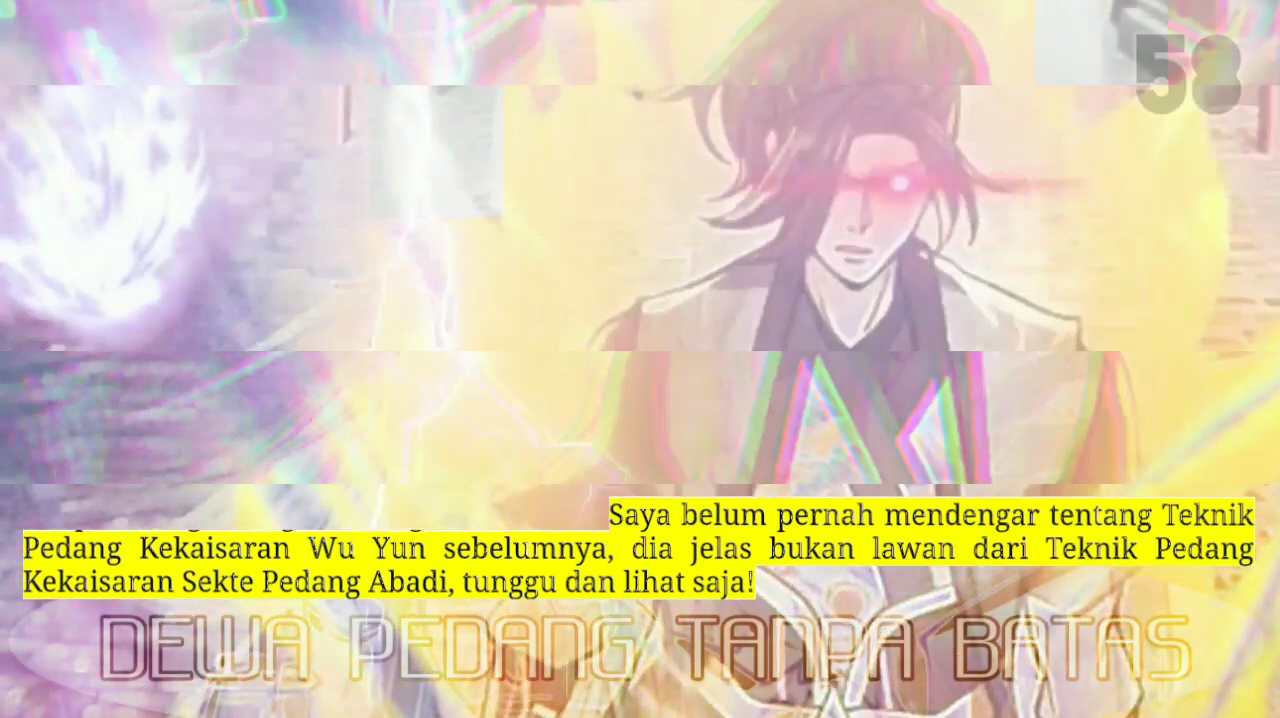 58
Saya belum pernah mendengar tentang Teknik
Pedang Kekaisaran Wu Yun sebelumnya, dia jelas bukan lawan dari Teknik Pedang
Kekaisaran Sekte Pedang Abadi, tunggu dan lihat saja!
DEWA PEDANG TANPA BATAS